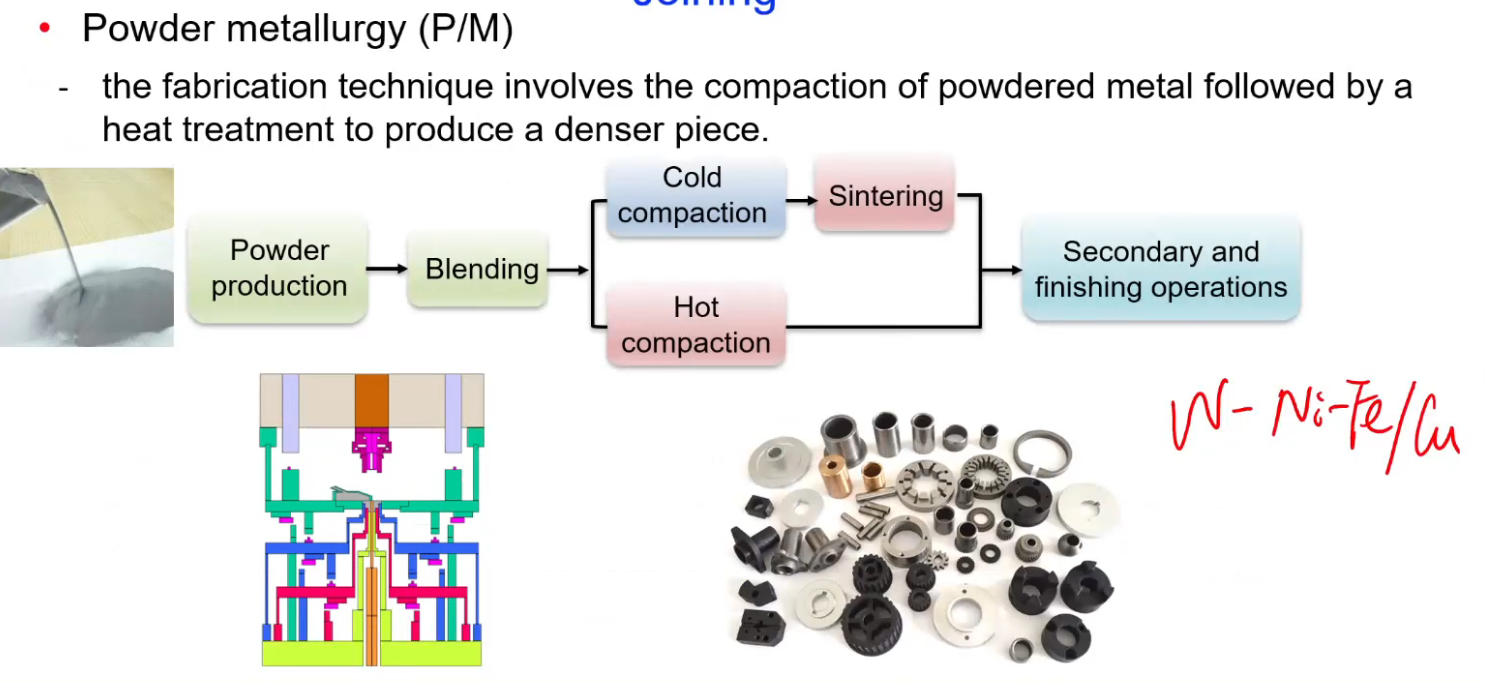 Joining
• Powder metallurgy (P/M)
- the fabrication technique involves the compaction of powdered metal followed by a
heat treatment to produce a denser piece.
Powder
production
Blending
Cold
compaction
Sintering
Hot
compaction
Secondary and
finishing operations
W-Ni-Fe/Cu